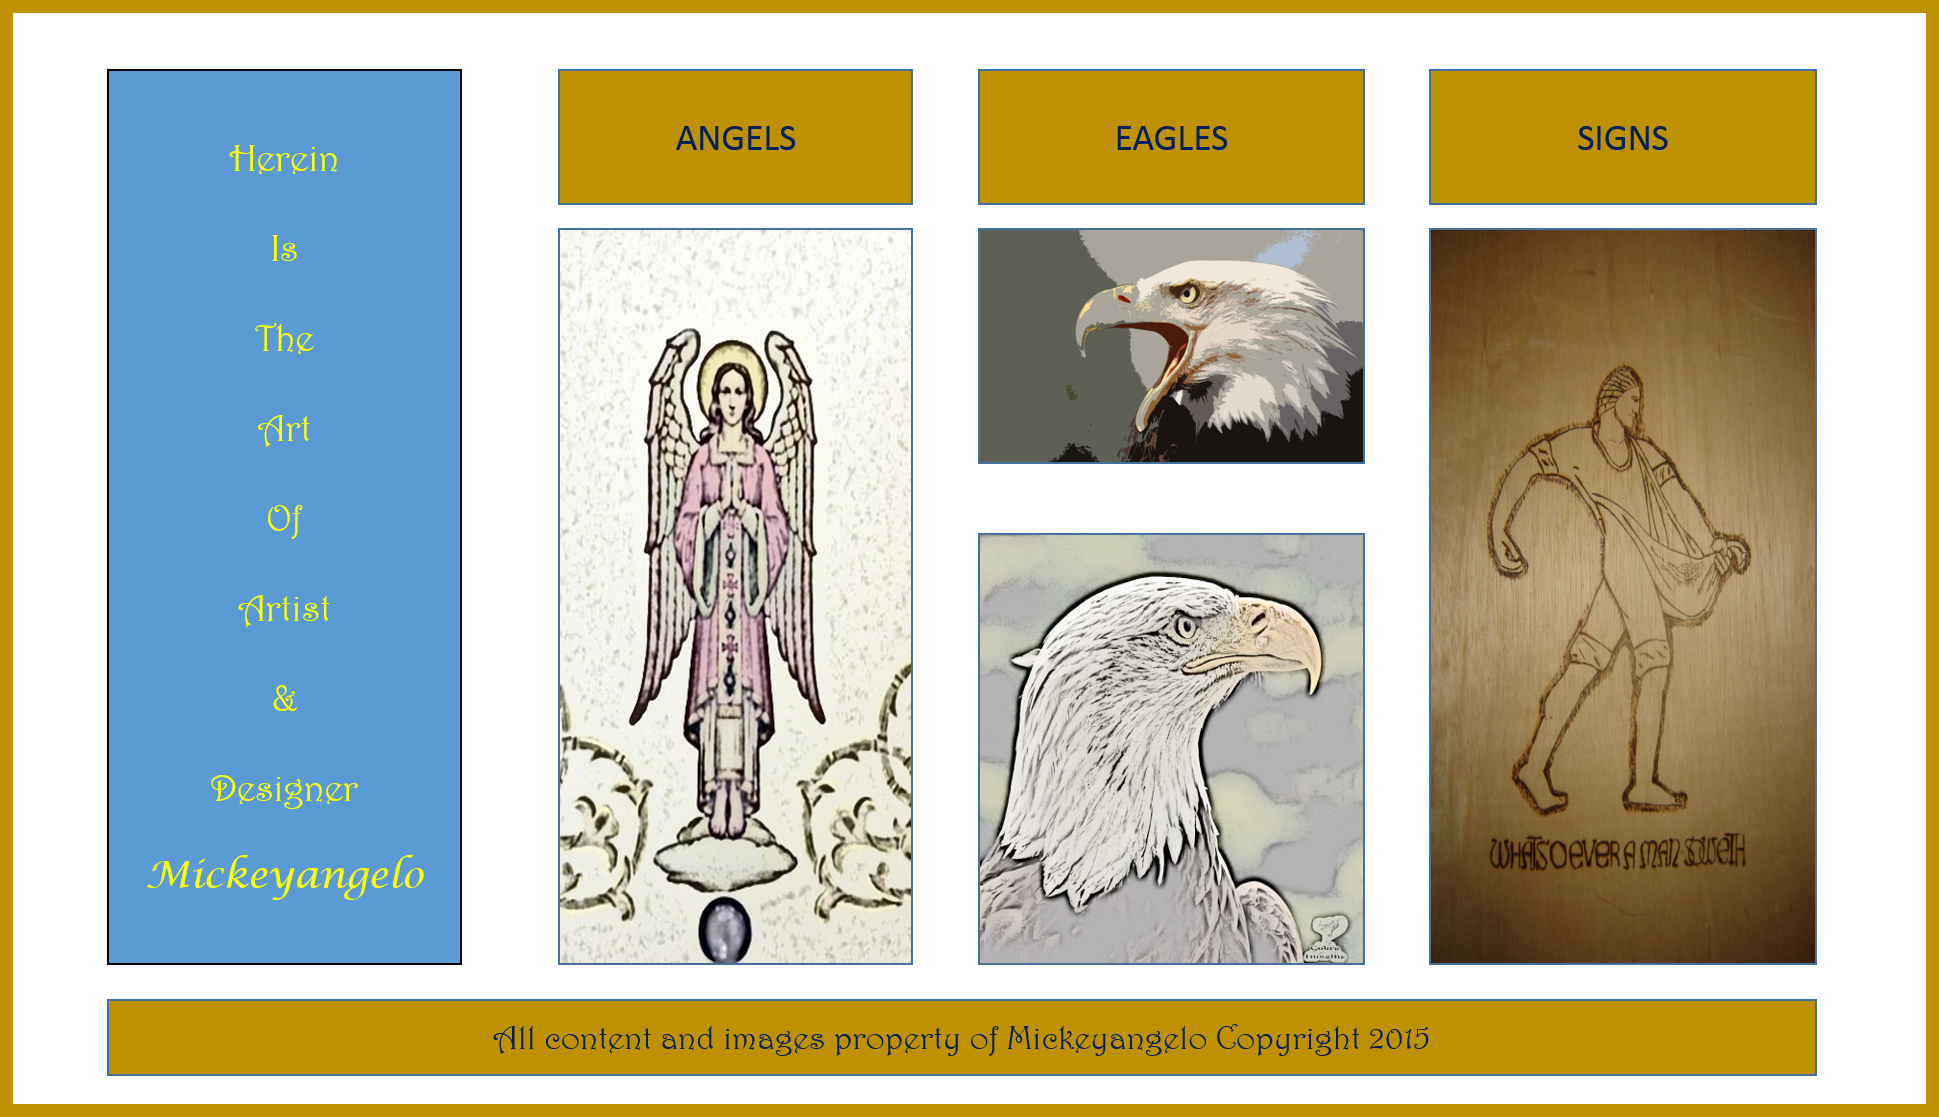 Herein
Is
The
Art
Of
Artist
&
Designer
Mickeyangelo
ANGELS
EAGLES
SIGNS
Cobra
WHATSOEVER A MAN SOWETH
All content and images property of Mickeyangelo Copyright 2015